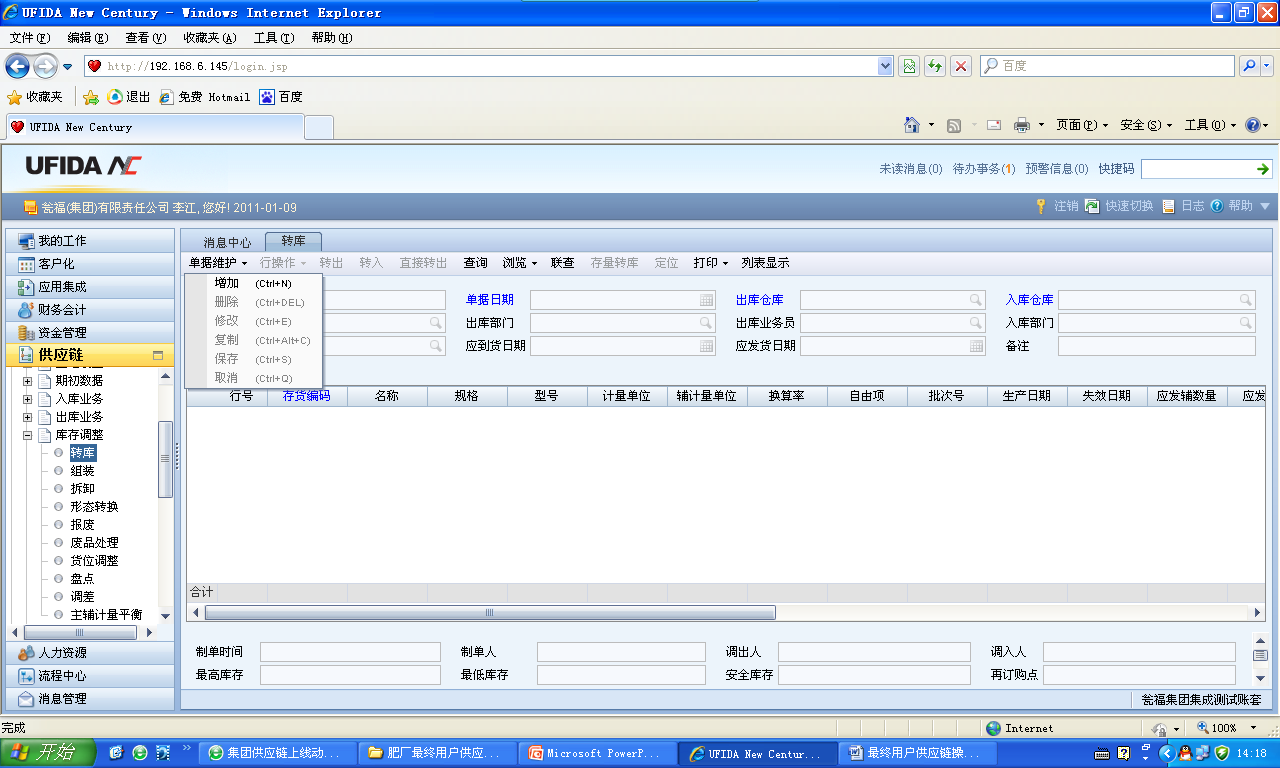 UFIDA New Century - Windows Internet Explorer
文件(F) 编辑(E) 查看(V) 收藏夹(A) 工具(T) 帮助(H)
http://192.168.6.145/login.jsp 百度
收藏夹 退出 免费 Hotmail 百度
UFIDA New Century 页面(P) 安全(S) 工具(O)
UFIDA NC 未读消息(0) 待办事务(1) 预警信息(0) 快捷码
瓮福(集团)有限责任公司 李江, 您好! 2011-01-09 注销 快速切换 日志 帮助
我的工作
客户化
应用集成
财务会计
资金管理
供应链
期初数据
入库业务
出库业务
库存调整
转库
组装
拆卸
形态转换
报废
废品处理
货位调整
盘点
调差
主辅计量平衡
人力资源
流程中心
消息管理
消息中心 转库
单据维护 行操作 转出 转入 直接转出 查询 浏览 联查 存量转库 定位 打印 列表显示
增加 (Ctrl+N)
删除 (Ctrl+DEL)
修改 (Ctrl+E)
复制 (Ctrl+Alt+C)
保存 (Ctrl+S)
取消 (Ctrl+Q)
单据日期 出库仓库 入库仓库
出库部门 出库业务员 入库部门
应到货日期 应发货日期 备注
行号 存货编码 名称 规格 型号 计量单位 辅计量单位 换算率 自由项 批次号 生产日期 失效日期 应发辅数量 应发
合计
制单时间 制单人 调出人 调入人
最高库存 最低库存 安全库存 再订购点
瓮福集团集成测试账套
完成 Internet 100%
开始 集团供应链上线动... 肥厂最终用户供应... Microsoft PowerP... UFIDA New Centur... 最终用户供应链操... 14:18